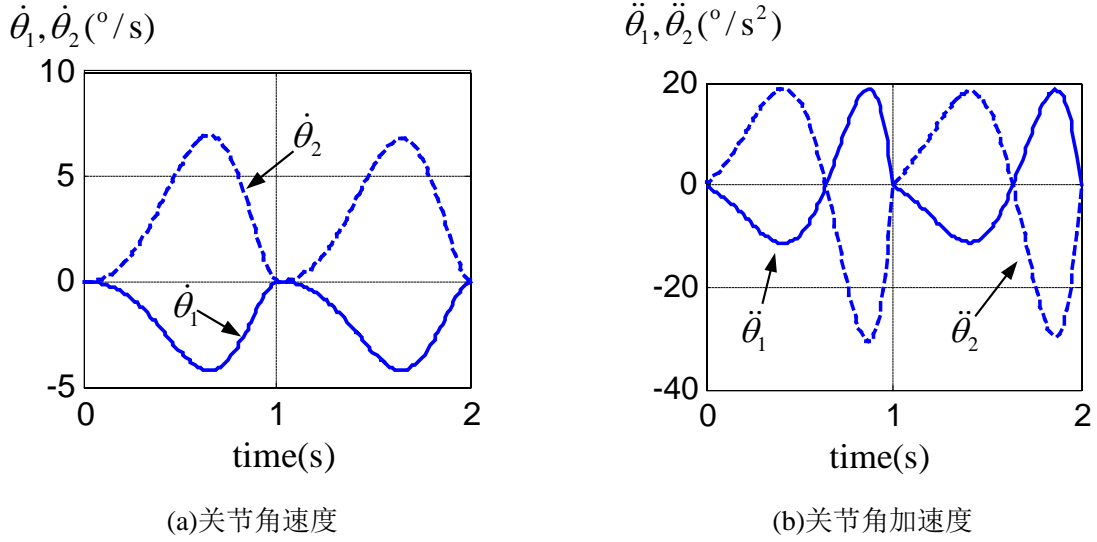 θ̇₁,θ̇₂(°/s)
10
5
0
-5
θ̇₂
θ̇₁
0 1 2
time(s)
(a)关节角速度
θ̈₁,θ̈₂(°/s²)
20
0
-20
-40
θ̈₁
θ̈₂
0 1 2
time(s)
(b)关节角加速度